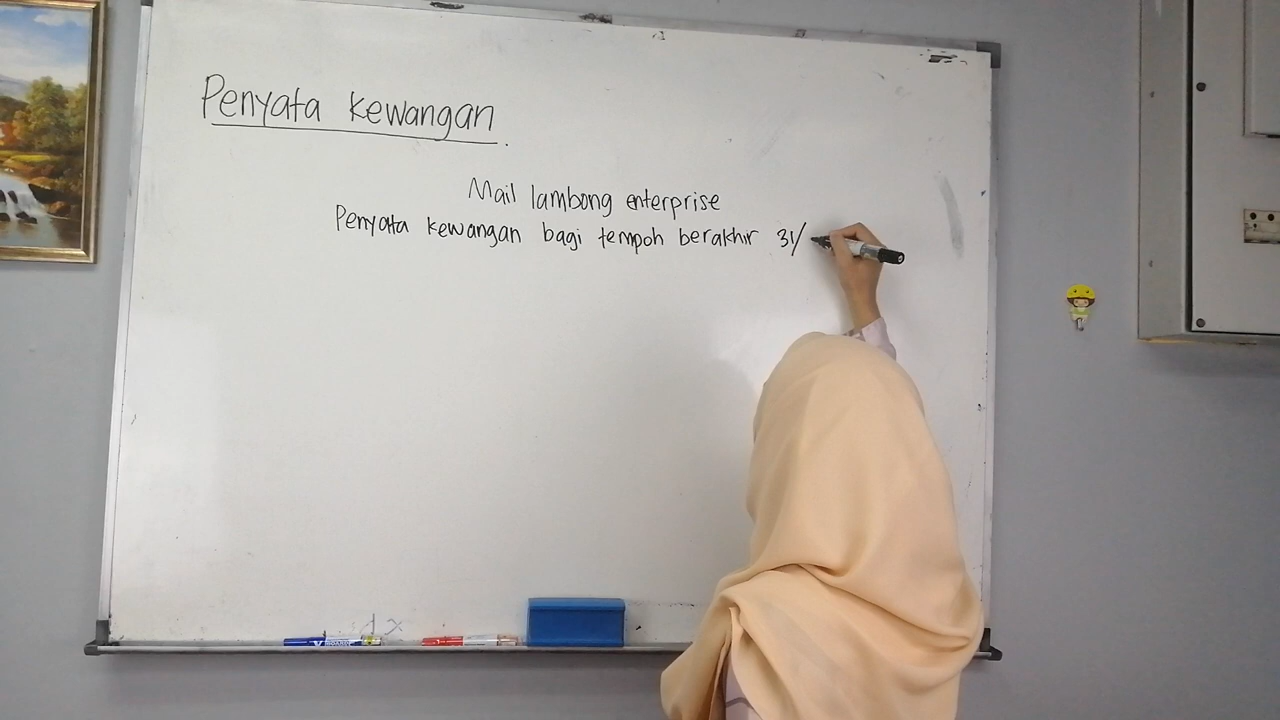 Penyata kewangan.
Mail lambong enterprise
Penyata kewangan bagi tempoh berakhir 31/